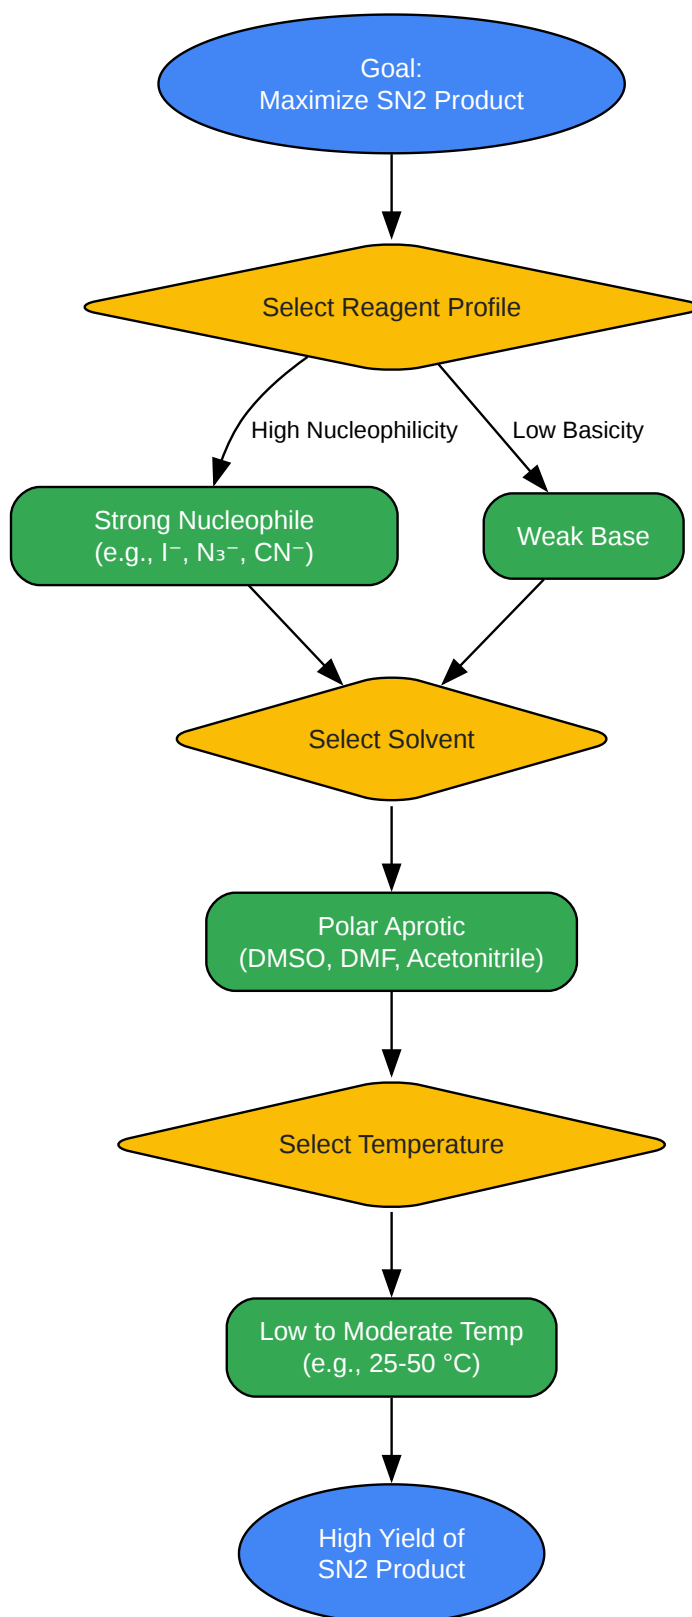 Goal:
Maximize SN2 Product
Select Reagent Profile
High Nucleophilicity
Low Basicity
Strong Nucleophile
(e.g., I⁻, N₃⁻, CN⁻)
Weak Base
Select Solvent
Polar Aprotic
(DMSO, DMF, Acetonitrile)
Select Temperature
Low to Moderate Temp
(e.g., 25-50 °C)
High Yield of
SN2 Product